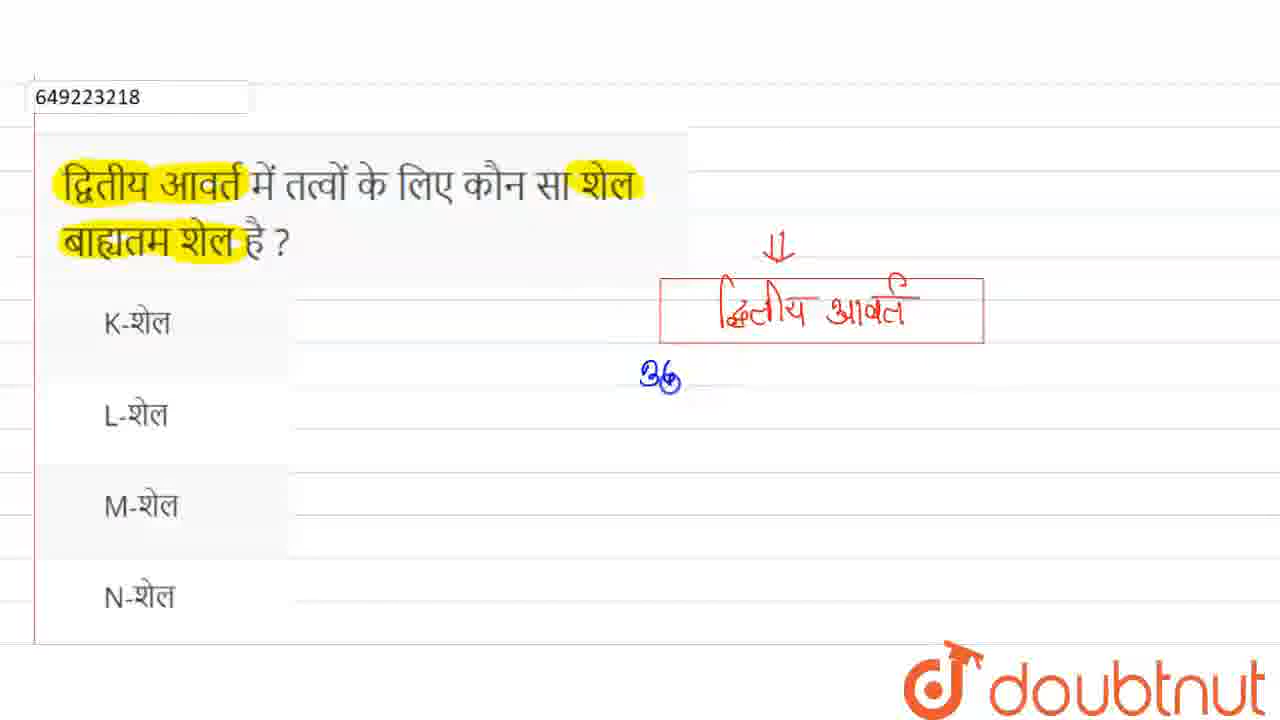 649223218
द्वितीय आवर्त में तत्वों के लिए कौन सा शेल
बाह्यतम शेल है ?
द्वितीय आवर्त
K-शेल
L-शेल
M-शेल
N-शेल
doubtnut